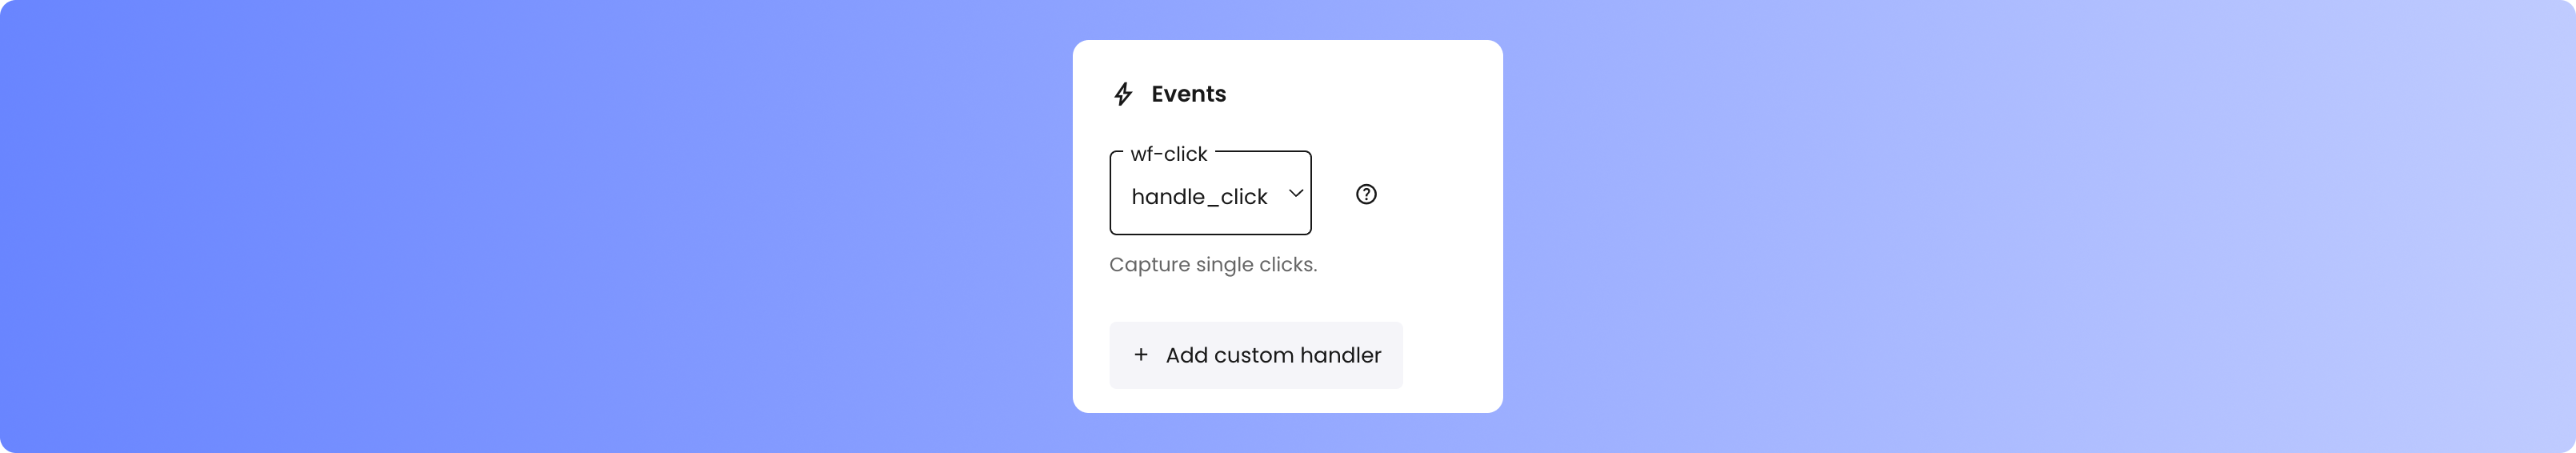 Events
wf-click
handle_click
Capture single clicks.
+ Add custom handler